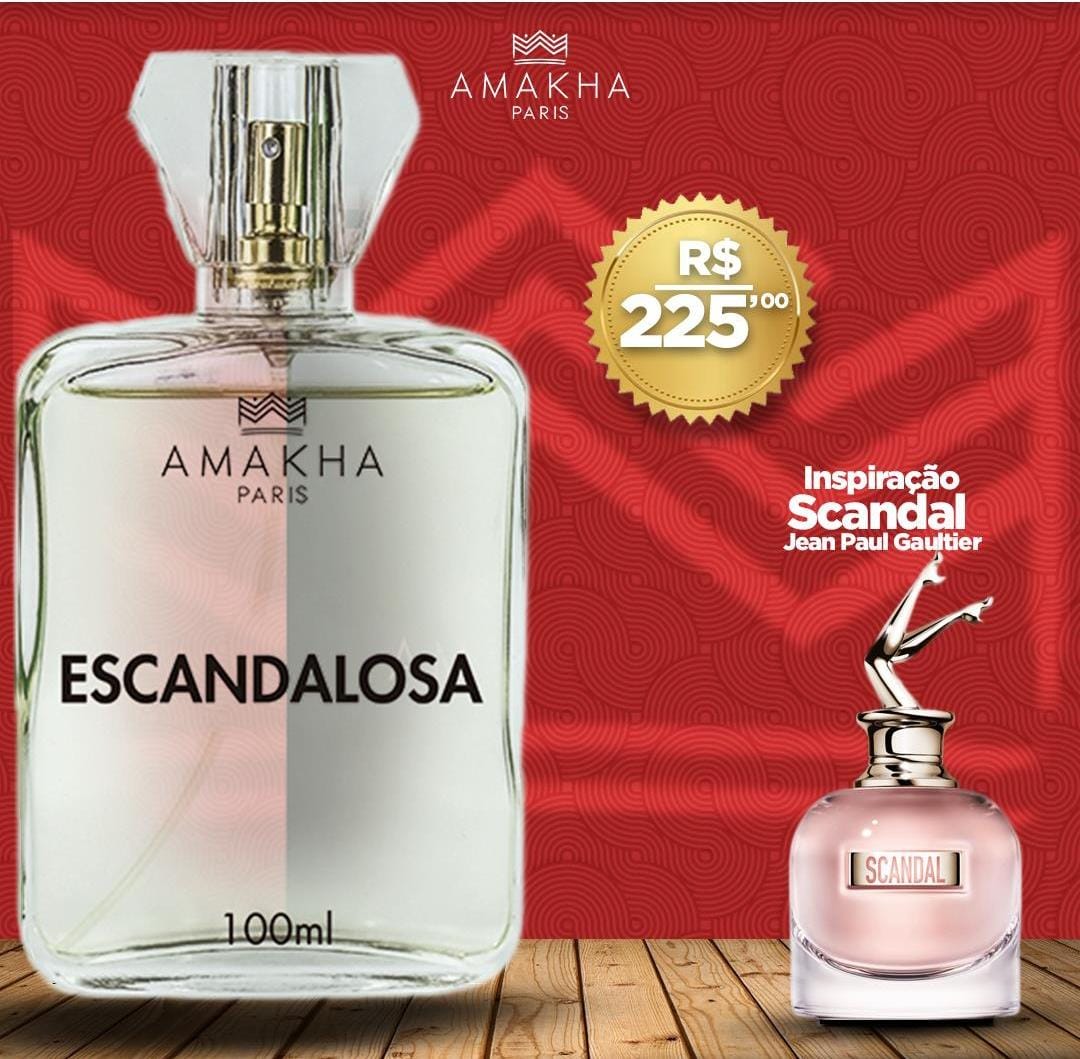 AMAKHA
PARIS
R$
225,00
AMAKHA
PARIS
Inspiração
Scandal
Jean Paul Gaultier
ESCANDALOSA
SCANDAL
100ml